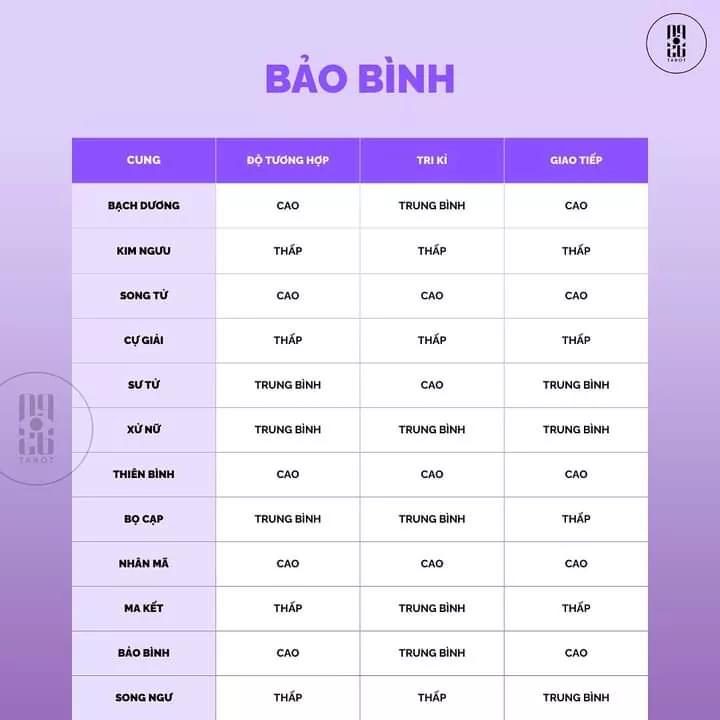 TAROT
BẢO BÌNH
CUNG ĐỘ TƯƠNG HỢP TRI KỈ GIAO TIẾP
BẠCH DƯƠNG CAO TRUNG BÌNH CAO
KIM NGƯU THẤP THẤP THẤP
SONG TỬ CAO CAO CAO
CỰ GIẢI THẤP THẤP THẤP
SƯ TỬ TRUNG BÌNH CAO TRUNG BÌNH
XỬ NỮ TRUNG BÌNH TRUNG BÌNH TRUNG BÌNH
TAROT
THIÊN BÌNH CAO CAO CAO
BỌ CẠP TRUNG BÌNH TRUNG BÌNH THẤP
NHÂN MÃ CAO CAO CAO
MA KẾT THẤP TRUNG BÌNH THẤP
BẢO BÌNH CAO TRUNG BÌNH CAO
SONG NGƯ THẤP THẤP TRUNG BÌNH